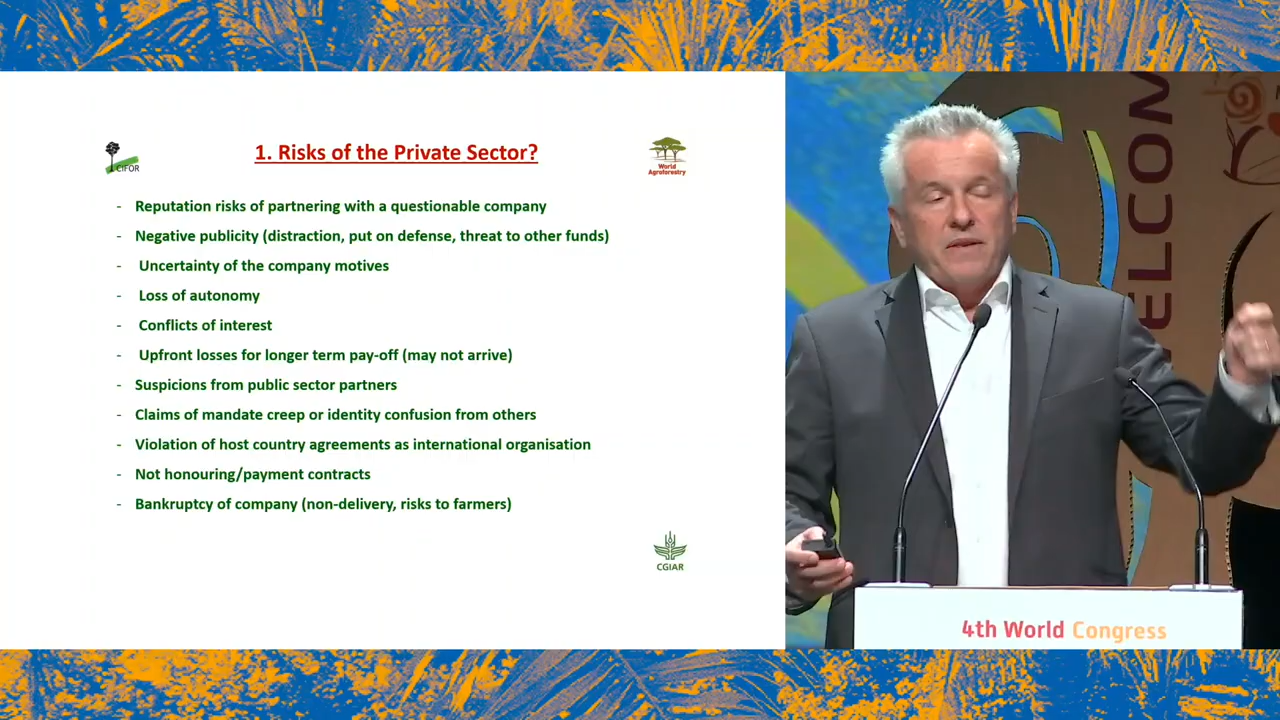 CIFOR
1. Risks of the Private Sector?
World
Agroforestry
- Reputation risks of partnering with a questionable company
- Negative publicity (distraction, put on defense, threat to other funds)
- Uncertainty of the company motives
- Loss of autonomy
- Conflicts of interest
- Upfront losses for longer term pay-off (may not arrive)
- Suspicions from public sector partners
- Claims of mandate creep or identity confusion from others
- Violation of host country agreements as international organisation
- Not honouring/payment contracts
- Bankruptcy of company (non-delivery, risks to farmers)
CGIAR
ELCOM
4th World Congress